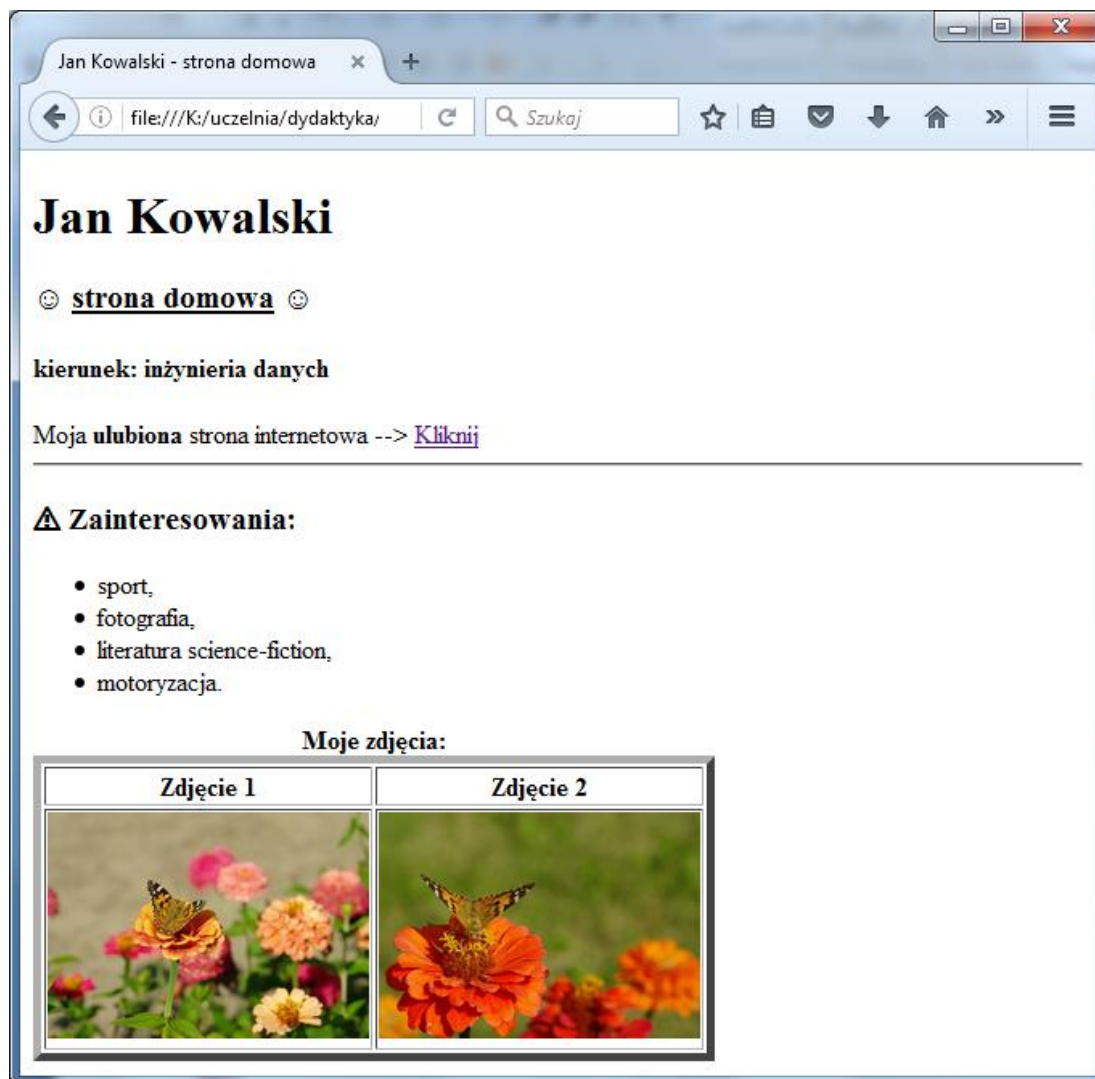 Jan Kowalski - strona domowa
file:///K:/uczelnia/dydaktyka/
Szukaj
Jan Kowalski
☺ strona domowa ☺
kierunek: inżynieria danych
Moja ulubiona strona internetowa --> Kliknij
⚠ Zainteresowania:
• sport,
• fotografia,
• literatura science-fiction,
• motoryzacja.
Moje zdjęcia:
Zdjęcie 1 Zdjęcie 2